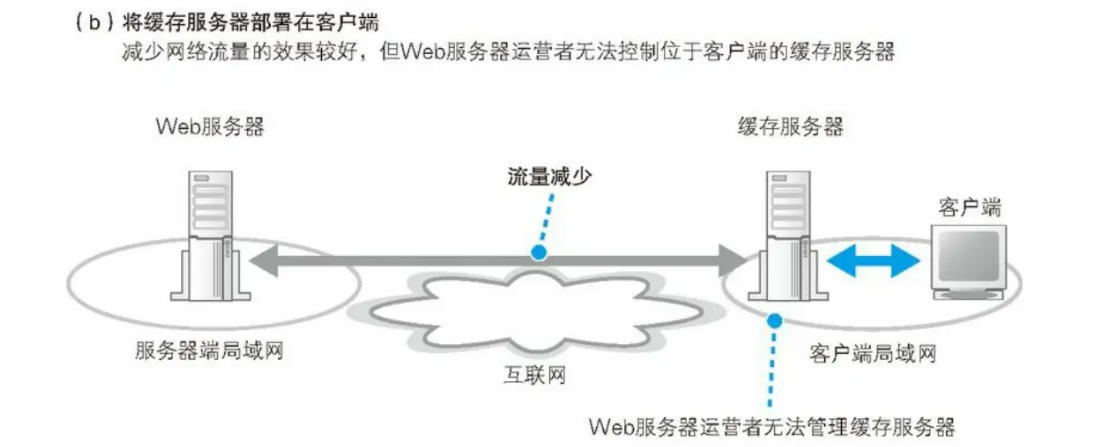 （b）将缓存服务器部署在客户端
减少网络流量的效果较好，但Web服务器运营者无法控制位于客户端的缓存服务器
Web服务器
缓存服务器
流量减少
客户端
服务器端局域网
客户端局域网
互联网
Web服务器运营者无法管理缓存服务器